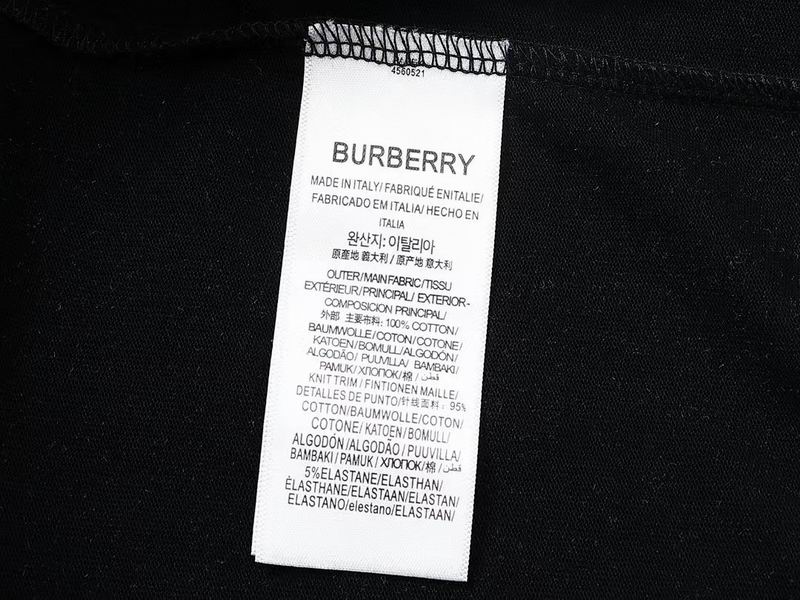 4560521
BURBERRY
MADE IN ITALY/ FABRIQUÉ ENITALIE/
FABRICADO EM ITALIA/ HECHO EN
ITALIA
완산지: 이탈리아
原產地 義大利 / 原产地 意大利
OUTER/MAIN FABRIC/TISSU
EXTÉRIEUR/PRINCIPAL/ EXTERIOR-
COMPOSICION PRINCIPAL/
外部 主要布料: 100% COTTON/
BAUMWOLLE/COTON/COTONE/
KATOEN/BOMULL/ALGODÓN/
ALGODÃO/ PUUVILLA/ BAMBAKI/
PAMUK/ ХЛОПОК/棉 / قطن
KNIT TRIM / FINTIONEN MAILLE/
DETALLES DE PUNTO/针线面料: 95%
COTTON/BAUMWOLLE/COTON/
COTONE/ KATOEN/BOMULL/
ALGODÓN/ALGODÃO / PUUVILLA/
BAMBAKI / PAMUK / ХЛОПОК/棉/ قطن
5%ELASTANE/ELASTHAN/
ÉLASTHANE/ELASTAAN/ELASTAN/
ELASTANO/elestano/ELASTAAN/